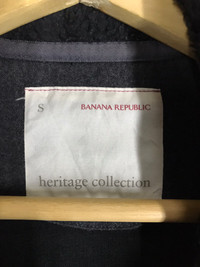 S BANANA REPUBLIC
heritage collection